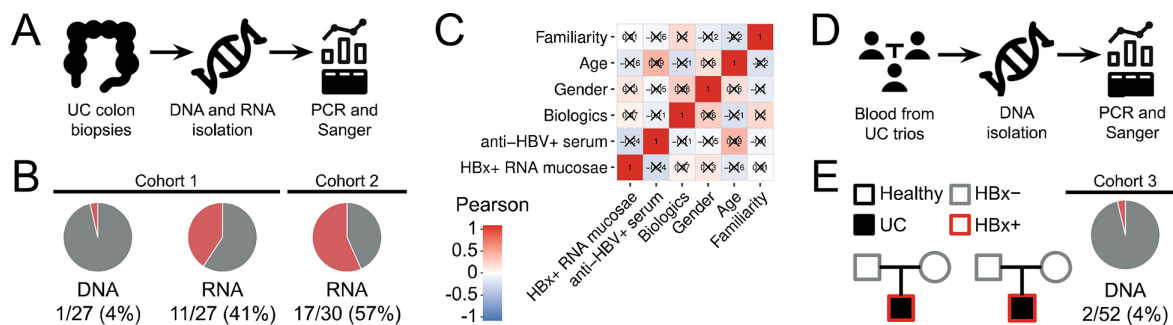 A
UC colon
biopsies
DNA and RNA
isolation
PCR and
Sanger
B
Cohort 1
Cohort 2
DNA
1/27 (4%)
RNA
11/27 (41%)
RNA
17/30 (57%)
C
Familiarity
Age
Gender
Biologics
anti–HBV+ serum
HBx+ RNA mucosae
1
1
1
1
1
1
HBx+ RNA mucosae
anti–HBV+ serum
Biologics
Gender
Age
Familiarity
Pearson
1
0.5
0
-0.5
-1
D
Blood from
UC trios
DNA
isolation
PCR and
Sanger
E
Healthy
HBx–
UC
HBx+
Cohort 3
DNA
2/52 (4%)